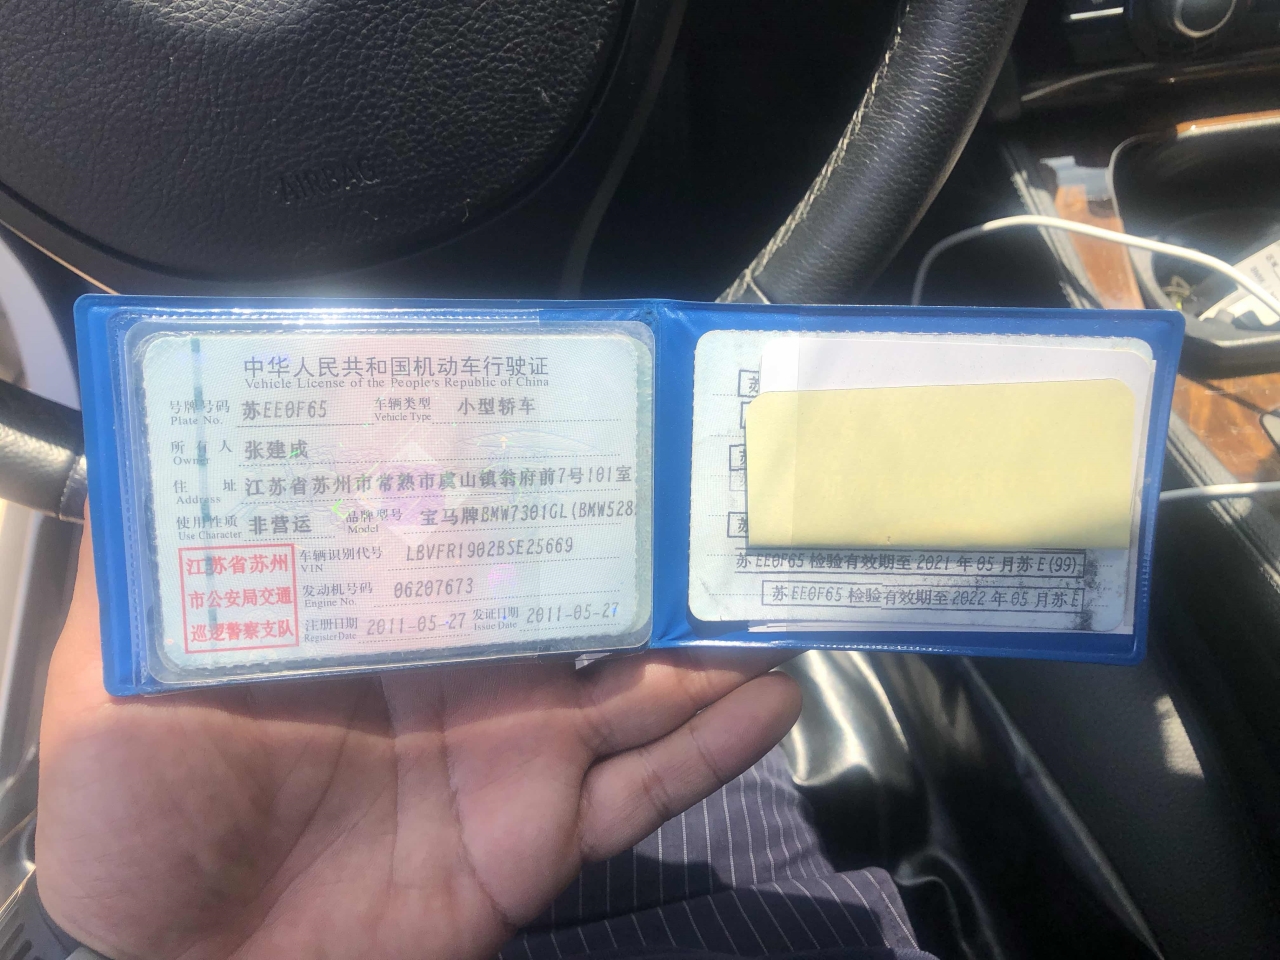 AIRBAG
中华人民共和国机动车行驶证
Vehicle License of the People's Republic of China
号牌号码 苏EE0F65 车辆类型 小型轿车
Plate No. Vehicle Type
所有人 张建成
Owner
住址 江苏省苏州市常熟市虞山镇翁府前7号101室
Address
使用性质 非营运 品牌型号 宝马牌BMW7301GL(BMW528
Use Character Model
江苏省苏州
市公安局交通
巡逻警察支队
车辆识别代号 LBVFR1902BSE25669
VIN
发动机号码 06207673
Engine No.
注册日期 2011-05-27 发证日期 2011-05-27
Register Date Issue Date
苏
苏
苏
苏EE0F65 检验有效期至 2021 年 05 月苏 E (99)
苏 EE0F65 检验有效期至 2022 年 05 月苏 E